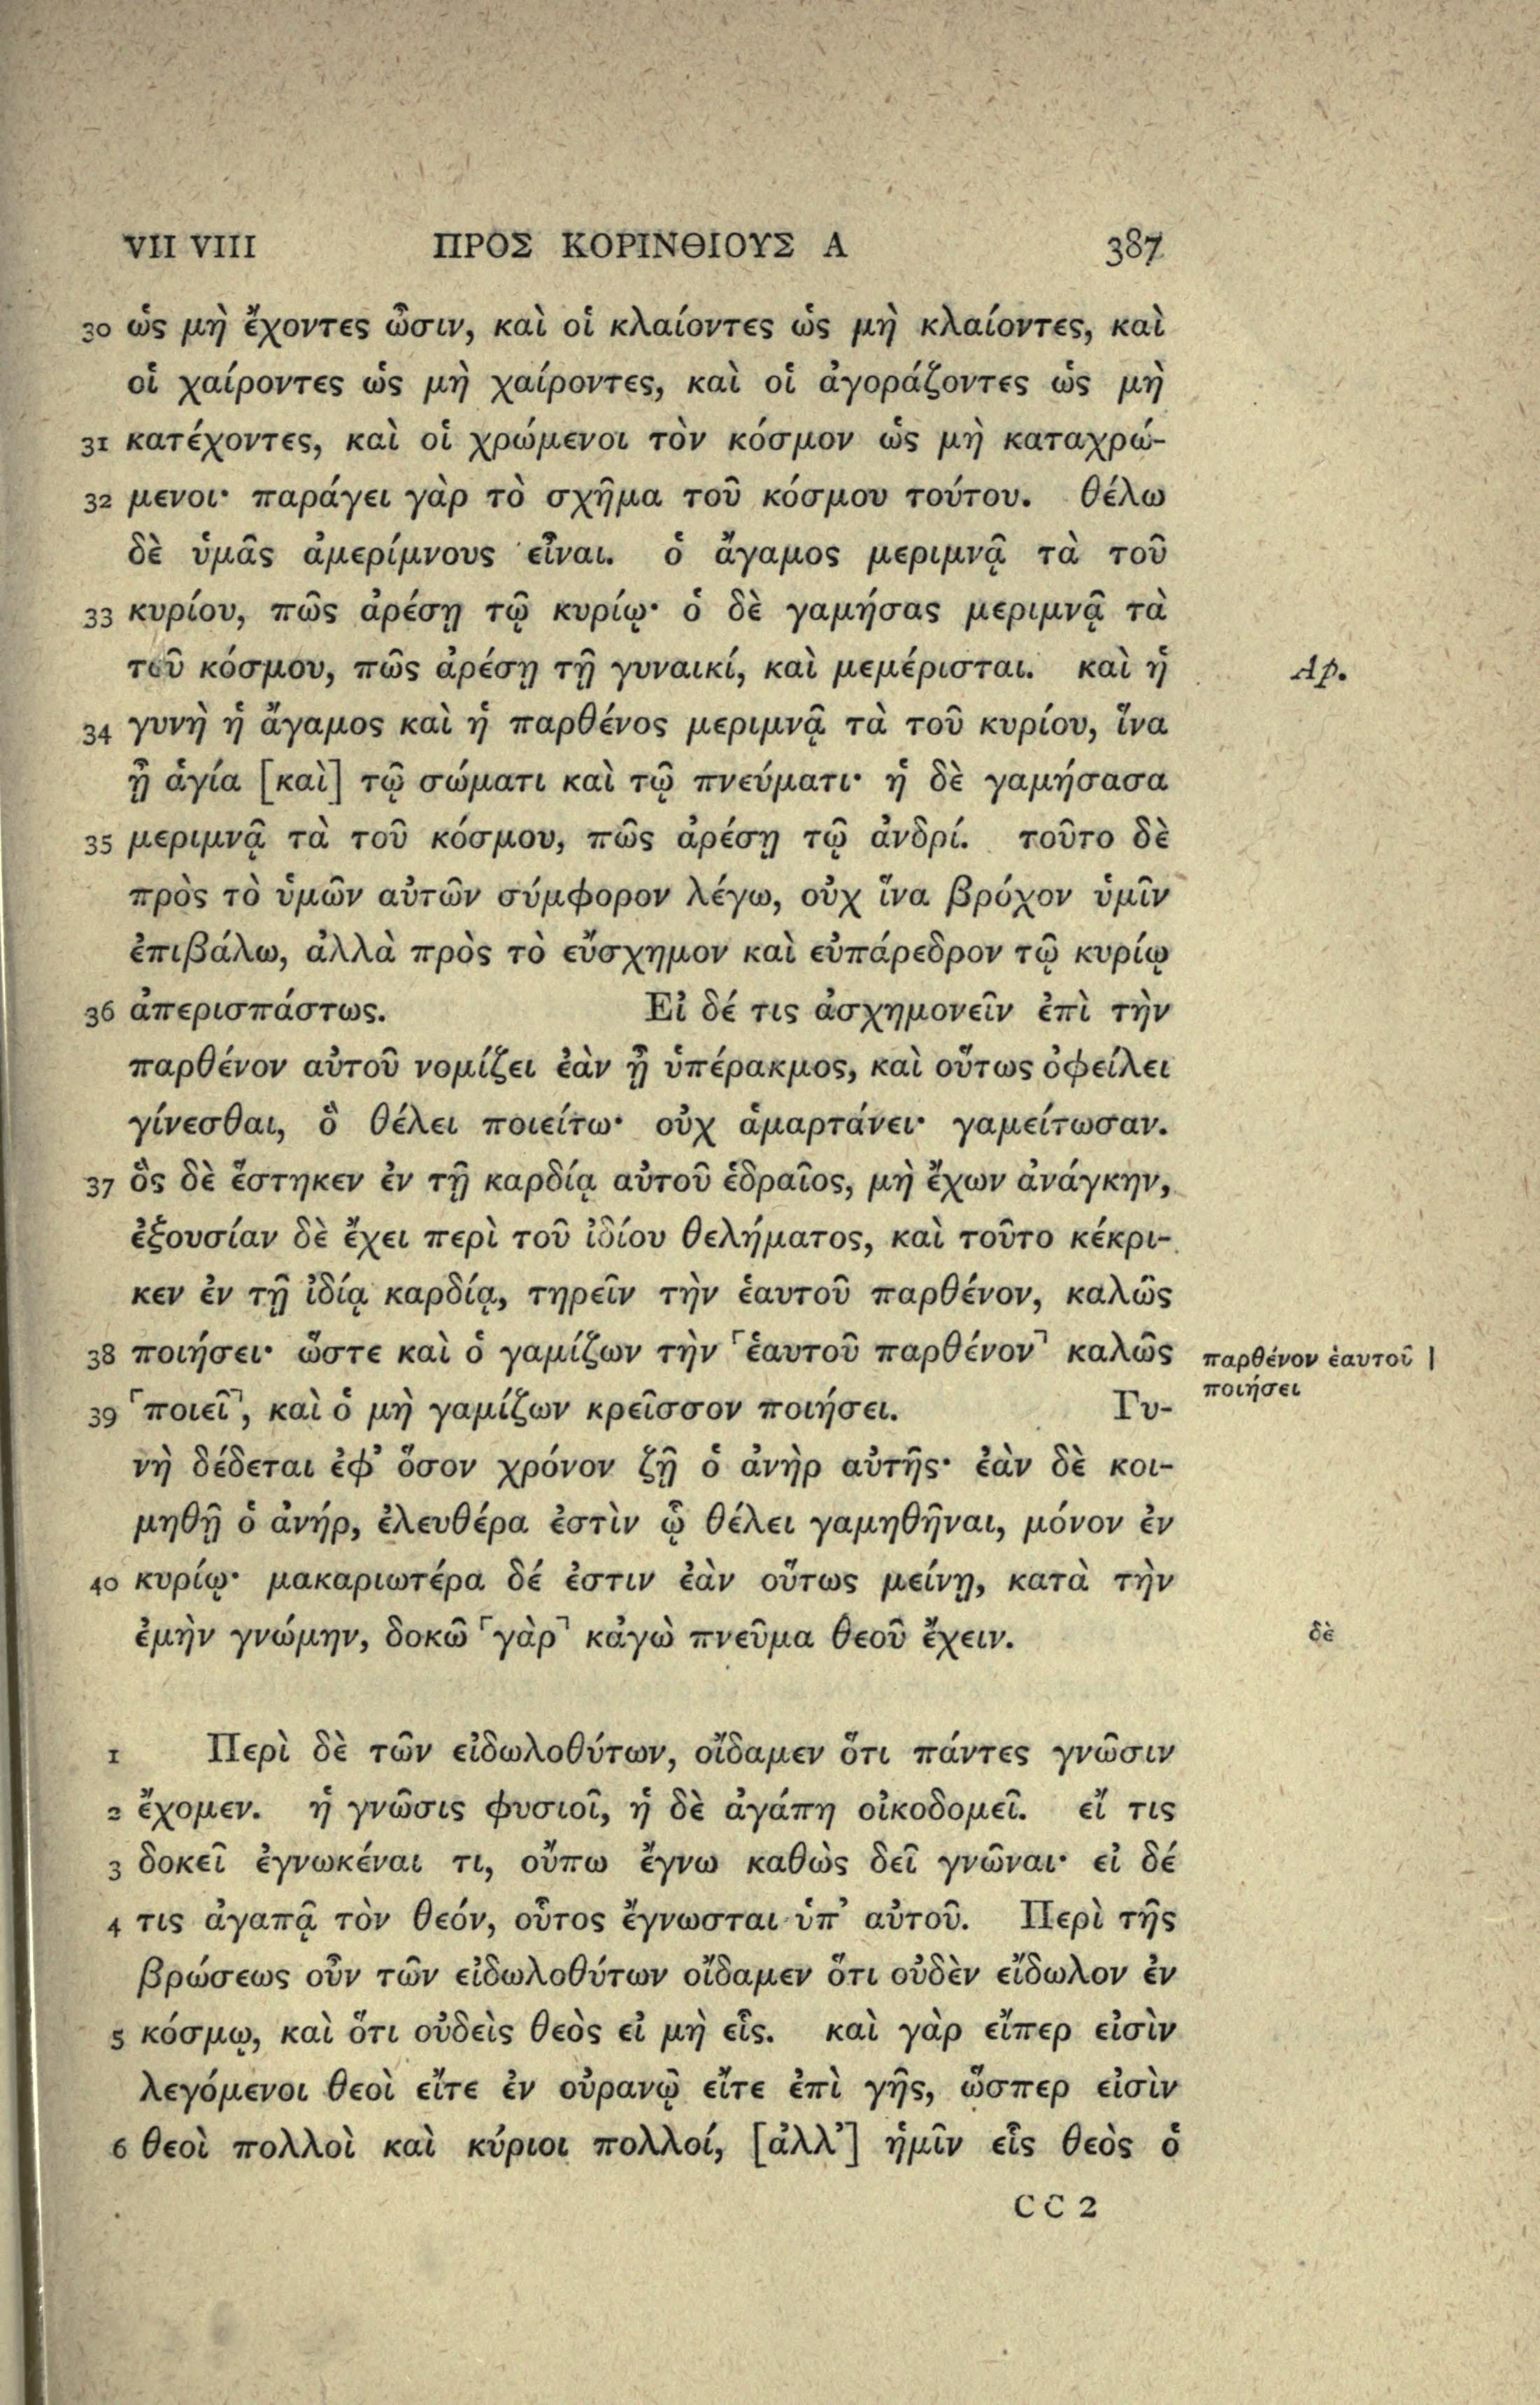 VII VIII ΠΡΟΣ ΚΟΡΙΝΘΙΟΥΣ Α 387
30 ὡς μὴ ἔχοντες ὦσιν, καὶ οἱ κλαίοντες ὡς μὴ κλαίοντες, καὶ
οἱ χαίροντες ὡς μὴ χαίροντες, καὶ οἱ ἀγοράζοντες ὡς μὴ
31 κατέχοντες, καὶ οἱ χρώμενοι τὸν κόσμον ὡς μὴ καταχρώ-
32 μενοι· παράγει γὰρ τὸ σχῆμα τοῦ κόσμου τούτου. θέλω
δὲ ὑμᾶς ἀμερίμνους εἶναι. ὁ ἄγαμος μεριμνᾷ τὰ τοῦ
33 κυρίου, πῶς ἀρέσῃ τῷ κυρίῳ· ὁ δὲ γαμήσας μεριμνᾷ τὰ
τοῦ κόσμου, πῶς ἀρέσῃ τῇ γυναικί, καὶ μεμέρισται. καὶ ἡ Ap.
34 γυνὴ ἡ ἄγαμος καὶ ἡ παρθένος μεριμνᾷ τὰ τοῦ κυρίου, ἵνα
ᾖ ἁγία [καὶ] τῷ σώματι καὶ τῷ πνεύματι· ἡ δὲ γαμήσασα
35 μεριμνᾷ τὰ τοῦ κόσμου, πῶς ἀρέσῃ τῷ ἀνδρί. τοῦτο δὲ
πρὸς τὸ ὑμῶν αὐτῶν σύμφορον λέγω, οὐχ ἵνα βρόχον ὑμῖν
ἐπιβάλω, ἀλλὰ πρὸς τὸ εὔσχημον καὶ εὐπάρεδρον τῷ κυρίῳ
36 ἀπερισπάστως. Εἰ δέ τις ἀσχημονεῖν ἐπὶ τὴν
παρθένον αὐτοῦ νομίζει ἐὰν ᾖ ὑπέρακμος, καὶ οὕτως ὀφείλει
γίνεσθαι, ὃ θέλει ποιείτω· οὐχ ἁμαρτάνει· γαμείτωσαν.
37 ὃς δὲ ἕστηκεν ἐν τῇ καρδίᾳ αὐτοῦ ἑδραῖος, μὴ ἔχων ἀνάγκην,
ἐξουσίαν δὲ ἔχει περὶ τοῦ ἰδίου θελήματος, καὶ τοῦτο κέκρι-
κεν ἐν τῇ ἰδίᾳ καρδίᾳ, τηρεῖν τὴν ἑαυτοῦ παρθένον, καλῶς
38 ποιήσει· ὥστε καὶ ὁ γαμίζων τὴν ⌜ἑαυτοῦ παρθένον⌝ καλῶς παρθένον ἑαυτοῦ |
ποιήσει
39 ⌜ποιεῖ⌝, καὶ ὁ μὴ γαμίζων κρεῖσσον ποιήσει. Γυ-
νὴ δέδεται ἐφ᾽ ὅσον χρόνον ζῇ ὁ ἀνὴρ αὐτῆς· ἐὰν δὲ κοι-
μηθῇ ὁ ἀνήρ, ἐλευθέρα ἐστὶν ᾧ θέλει γαμηθῆναι, μόνον ἐν
40 κυρίῳ· μακαριωτέρα δέ ἐστιν ἐὰν οὕτως μείνῃ, κατὰ τὴν
ἐμὴν γνώμην, δοκῶ ⌜γὰρ⌝ κἀγὼ πνεῦμα θεοῦ ἔχειν. δὲ
1 Περὶ δὲ τῶν εἰδωλοθύτων, οἴδαμεν ὅτι πάντες γνῶσιν
2 ἔχομεν. ἡ γνῶσις φυσιοῖ, ἡ δὲ ἀγάπη οἰκοδομεῖ. εἴ τις
3 δοκεῖ ἐγνωκέναι τι, οὔπω ἔγνω καθὼς δεῖ γνῶναι· εἰ δέ
4 τις ἀγαπᾷ τὸν θεόν, οὗτος ἔγνωσται ὑπ᾽ αὐτοῦ. Περὶ τῆς
βρώσεως οὖν τῶν εἰδωλοθύτων οἴδαμεν ὅτι οὐδὲν εἴδωλον ἐν
5 κόσμῳ, καὶ ὅτι οὐδεὶς θεὸς εἰ μὴ εἷς. καὶ γὰρ εἴπερ εἰσὶν
λεγόμενοι θεοὶ εἴτε ἐν οὐρανῷ εἴτε ἐπὶ γῆς, ὥσπερ εἰσὶν
6 θεοὶ πολλοὶ καὶ κύριοι πολλοί, [ἀλλ᾽] ἡμῖν εἷς θεὸς ὁ
CC 2